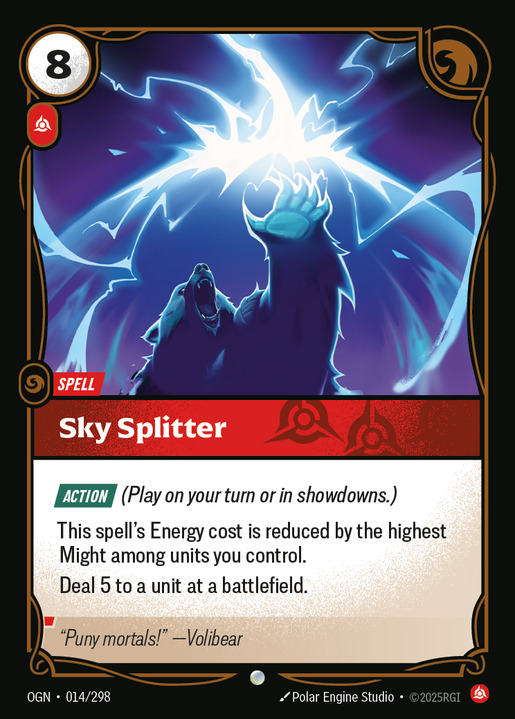 8
SPELL
Sky Splitter
ACTION (Play on your turn or in showdowns.)
This spell's Energy cost is reduced by the highest
Might among units you control.
Deal 5 to a unit at a battlefield.
“Puny mortals!” —Volibear
OGN • 014/298 Polar Engine Studio • ©2025RGI